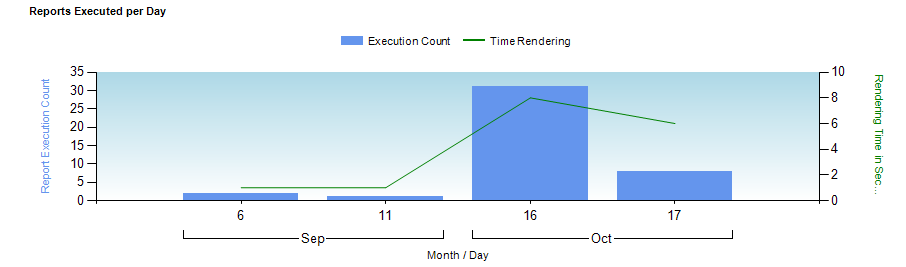 Reports Executed per Day
Execution Count
Time Rendering
Report Execution Count
35
30
25
20
15
10
5
0
10
8
6
4
2
0
Rendering Time in Sec...
6
11
16
17
Sep
Oct
Month / Day